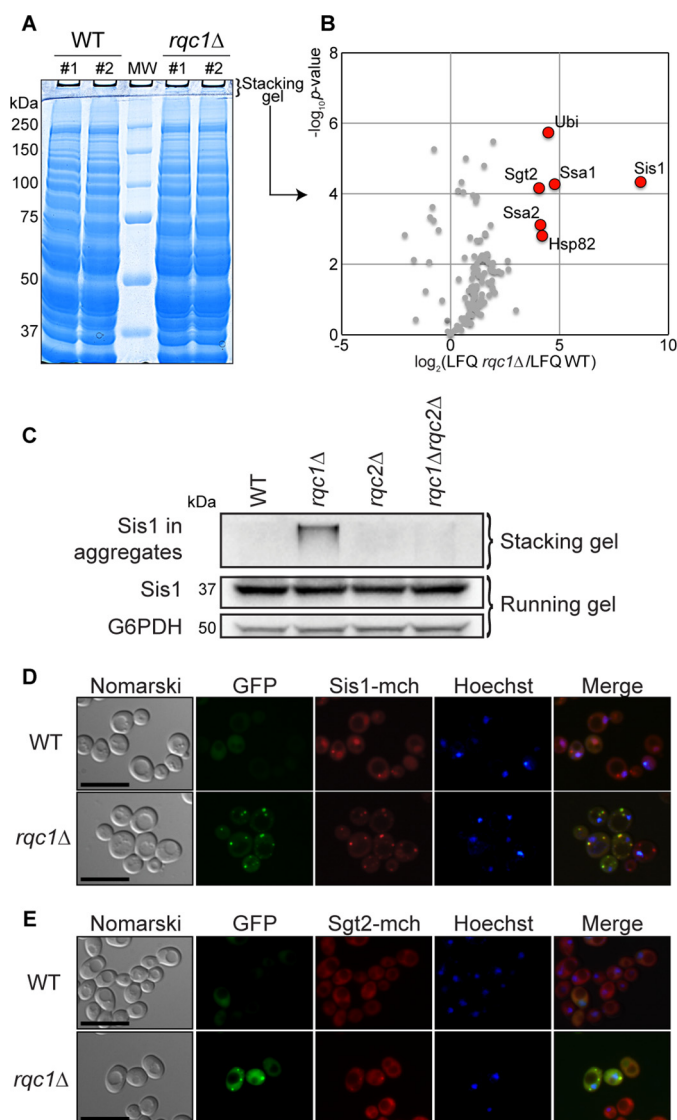 A
WT rqc1Δ
#1 #2 MW #1 #2
Stacking
gel
kDa
250
150
100
75
50
37
B
-log10p-value
8
6
4
2
0
-5 0 5 10
log2(LFQ rqc1Δ/LFQ WT)
Ubi
Sgt2 Ssa1 Sis1
Ssa2
Hsp82
C
WT rqc1Δ rqc2Δ rqc1Δrqc2Δ
kDa
Sis1 in
aggregates
Stacking gel
Sis1 37
Running gel
G6PDH 50
D
Nomarski GFP Sis1-mch Hoechst Merge
WT
rqc1Δ
E
Nomarski GFP Sgt2-mch Hoechst Merge
WT
rqc1Δ